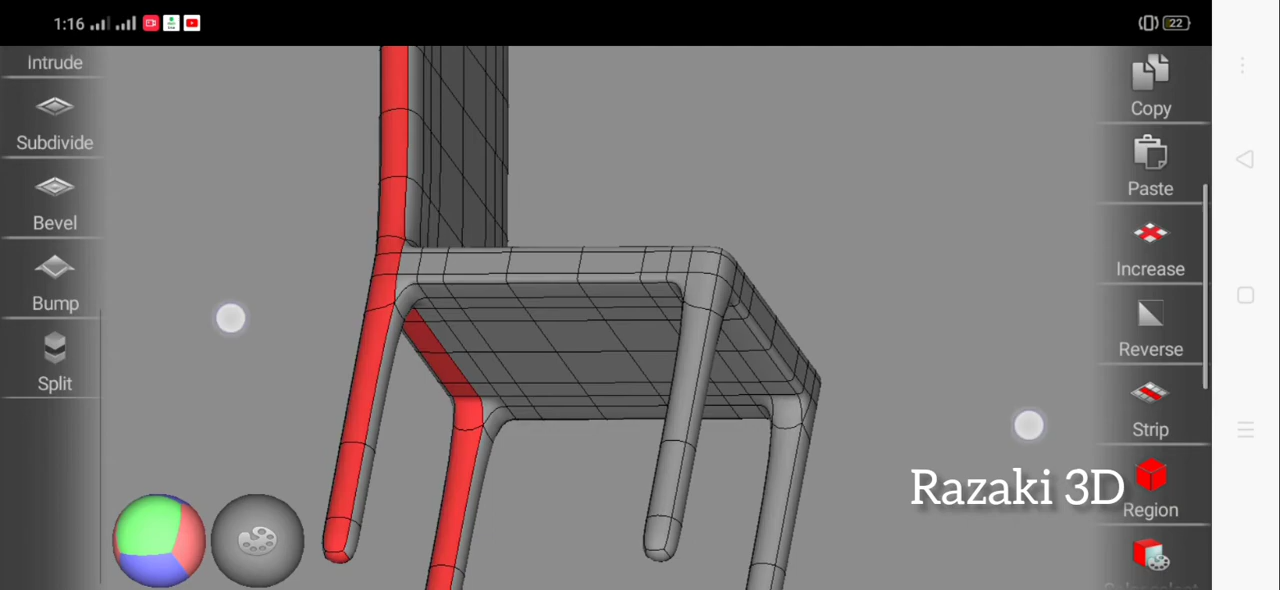 1:16
22
Intrude
Subdivide
Bevel
Bump
Split
Copy
Paste
Increase
Reverse
Strip
Region
Razaki 3D